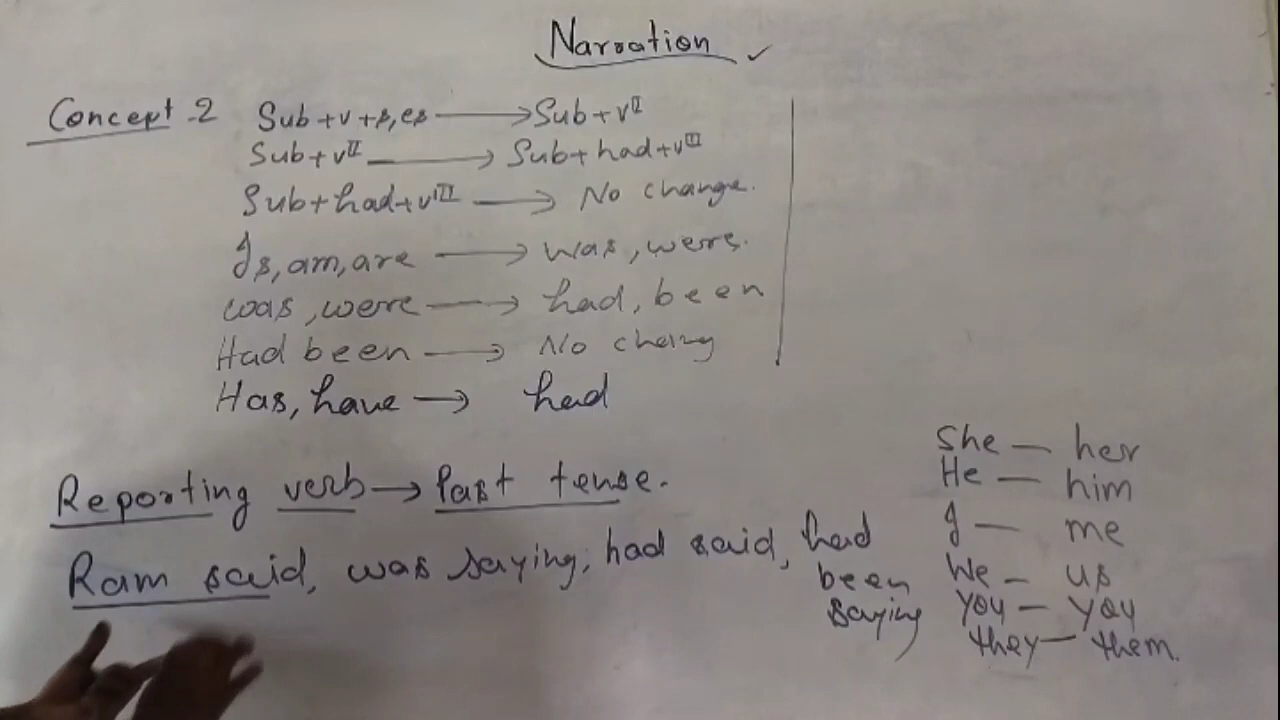 Narration ✓
Concept-2 Sub+v+s,es → Sub+vII
Sub+vII → Sub+had+vIII
Sub+had+vIII → No change.
Is, am, are → was, were.
was, were → had, been
Had been → No chang
Has, have → had
Reporting verb → Past tense.
Ram said, was saying, had said, had
been
saying
She — her
He — him
I — me
We — us
you — you
they — them.